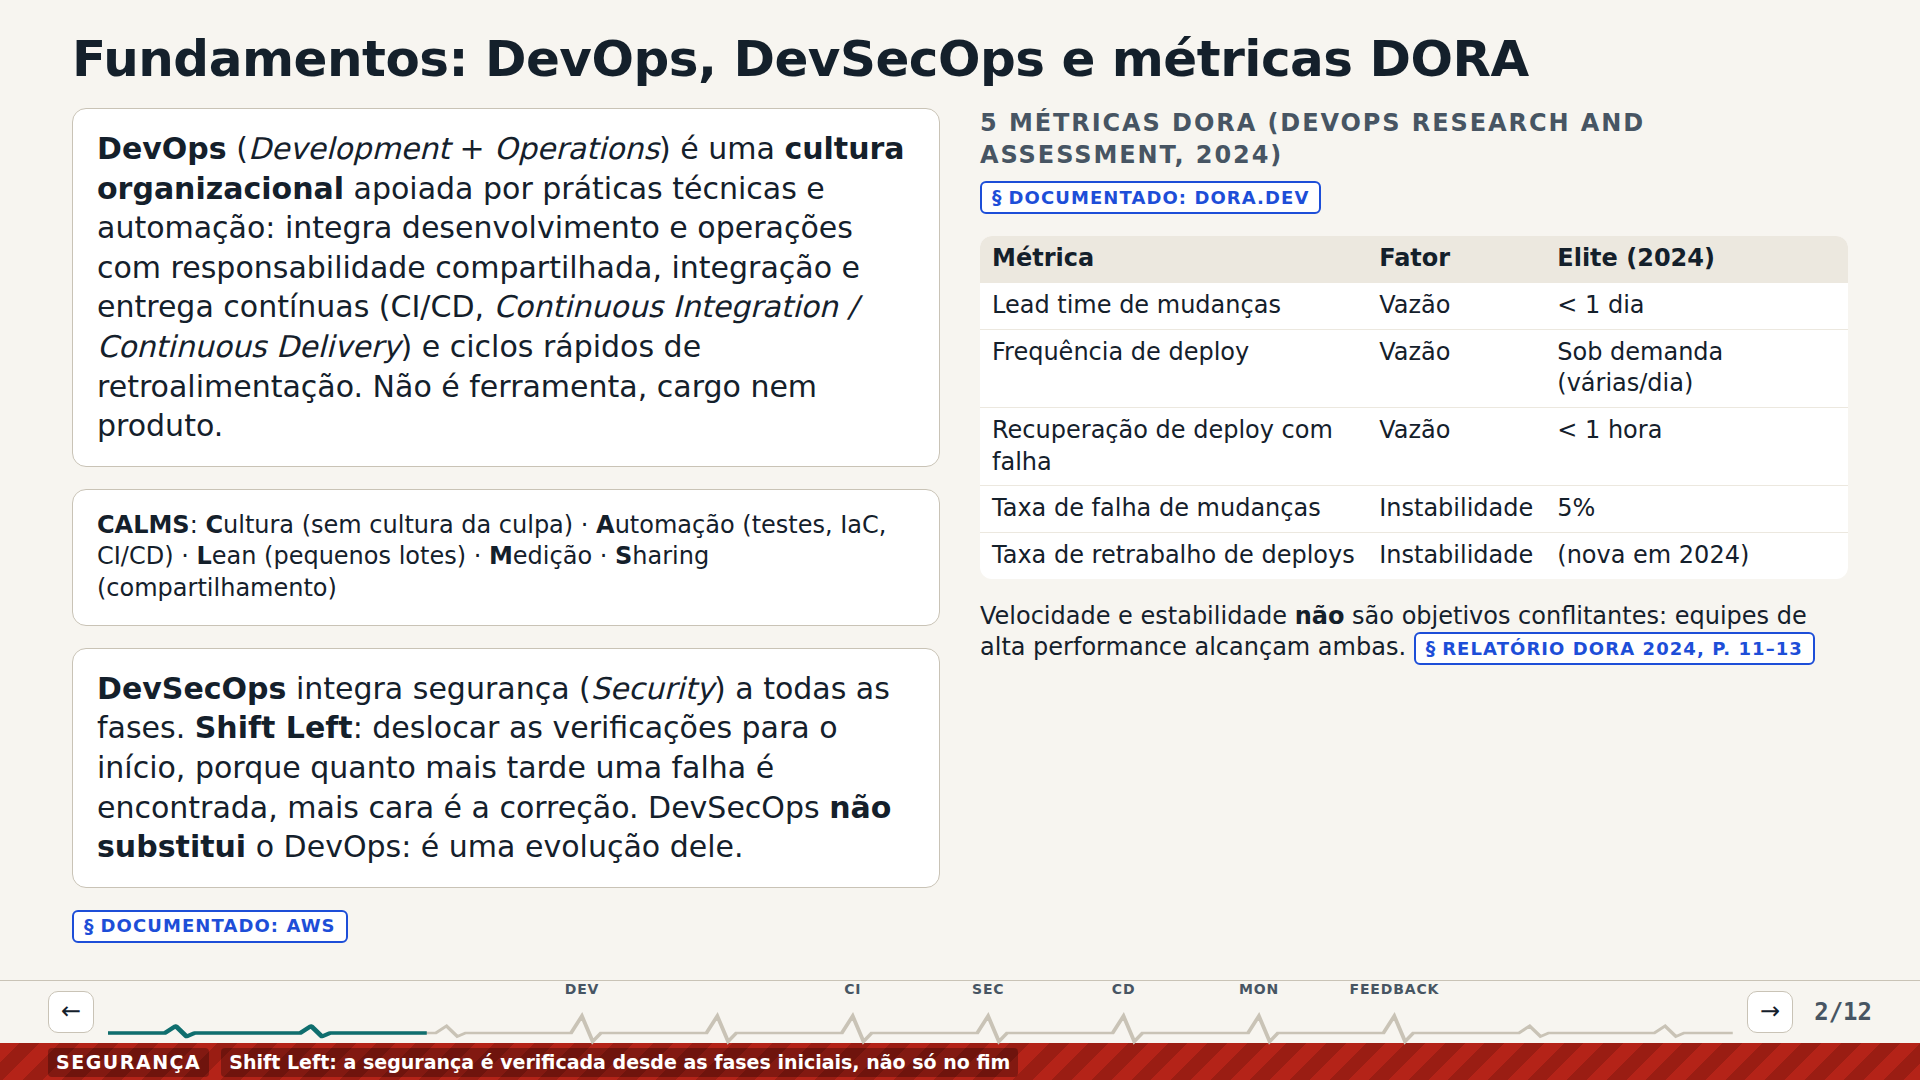 Fundamentos: DevOps, DevSecOps e métricas DORA
DevOps (Development + Operations) é uma cultura
organizacional apoiada por práticas técnicas e
automação: integra desenvolvimento e operações
com responsabilidade compartilhada, integração e
entrega contínuas (CI/CD, Continuous Integration /
Continuous Delivery) e ciclos rápidos de
retroalimentação. Não é ferramenta, cargo nem
produto.
CALMS: Cultura (sem cultura da culpa) · Automação (testes, IaC,
CI/CD) · Lean (pequenos lotes) · Medição · Sharing
(compartilhamento)
DevSecOps integra segurança (Security) a todas as
fases. Shift Left: deslocar as verificações para o
início, porque quanto mais tarde uma falha é
encontrada, mais cara é a correção. DevSecOps não
substitui o DevOps: é uma evolução dele.
§ DOCUMENTADO: AWS
5 MÉTRICAS DORA (DEVOPS RESEARCH AND
ASSESSMENT, 2024)
§ DOCUMENTADO: DORA.DEV
Métrica Fator Elite (2024)
Lead time de mudanças Vazão < 1 dia
Frequência de deploy Vazão Sob demanda
(várias/dia)
Recuperação de deploy com Vazão < 1 hora
falha
Taxa de falha de mudanças Instabilidade 5%
Taxa de retrabalho de deploys Instabilidade (nova em 2024)
Velocidade e estabilidade não são objetivos conflitantes: equipes de
alta performance alcançam ambas. § RELATÓRIO DORA 2024, P. 11–13
← DEV CI SEC CD MON FEEDBACK → 2/12
SEGURANÇA Shift Left: a segurança é verificada desde as fases iniciais, não só no fim